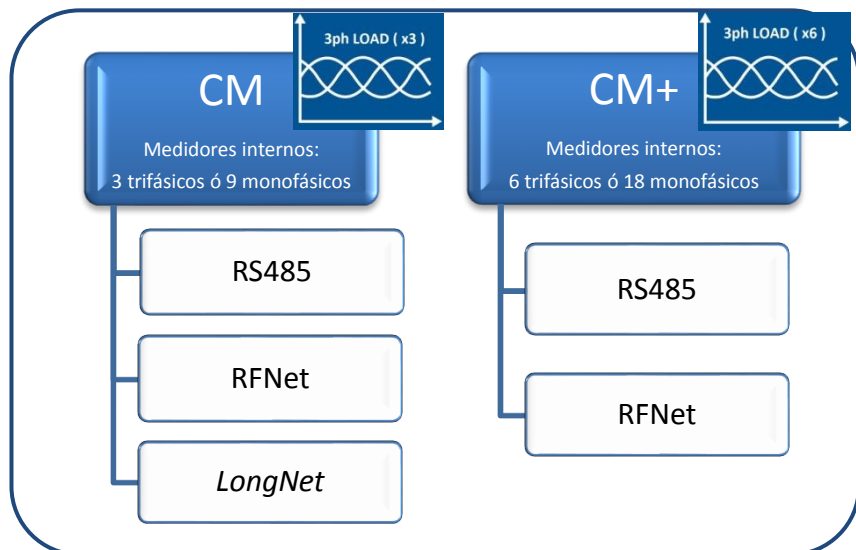 3ph LOAD ( x3 )
CM
Medidores internos:
3 trifásicos ó 9 monofásicos
RS485
RFNet
LongNet
3ph LOAD ( x6 )
CM+
Medidores internos:
6 trifásicos ó 18 monofásicos
RS485
RFNet